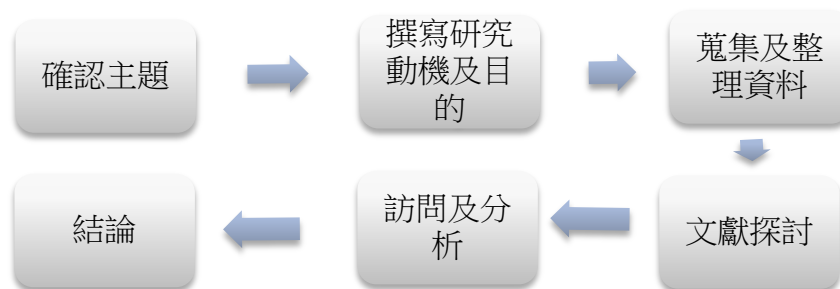 確認主題
撰寫研究
動機及目
的
蒐集及整
理資料
文獻探討
訪問及分
析
結論